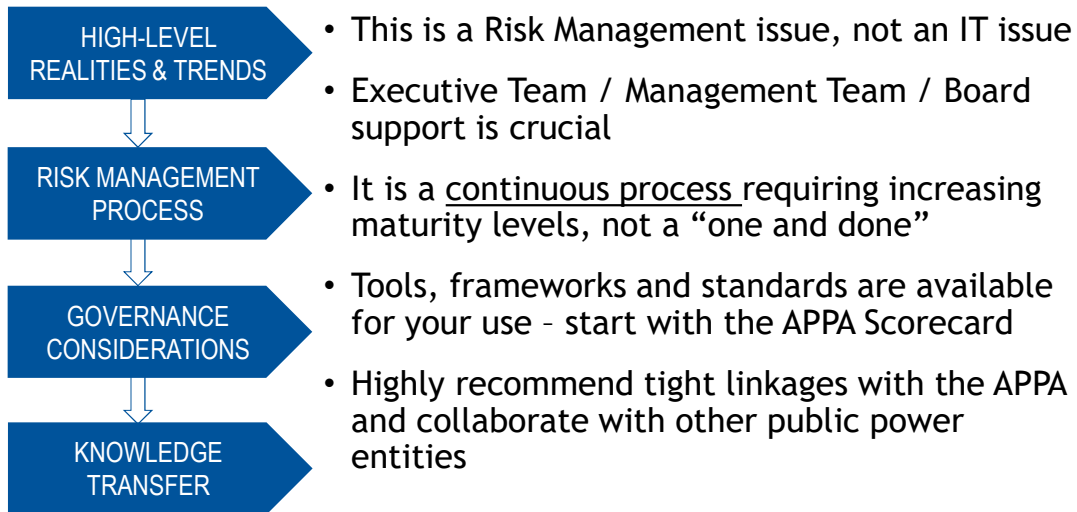 HIGH-LEVEL
REALITIES & TRENDS
RISK MANAGEMENT
PROCESS
GOVERNANCE
CONSIDERATIONS
KNOWLEDGE
TRANSFER
• This is a Risk Management issue, not an IT issue
• Executive Team / Management Team / Board
support is crucial
• It is a continuous process requiring increasing
maturity levels, not a “one and done”
• Tools, frameworks and standards are available
for your use – start with the APPA Scorecard
• Highly recommend tight linkages with the APPA
and collaborate with other public power
entities